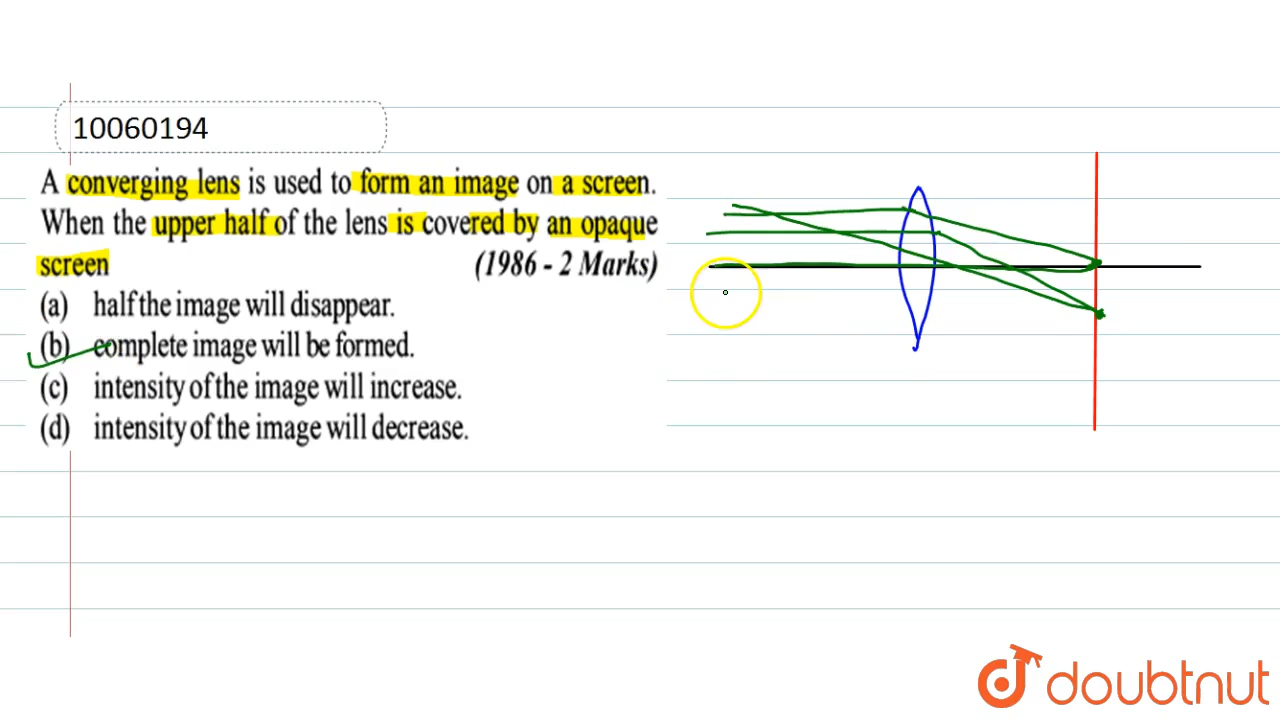 10060194
A converging lens is used to form an image on a screen.
When the upper half of the lens is covered by an opaque
screen (1986 - 2 Marks)
(a) half the image will disappear.
(b) complete image will be formed.
(c) intensity of the image will increase.
(d) intensity of the image will decrease.
doubtnut